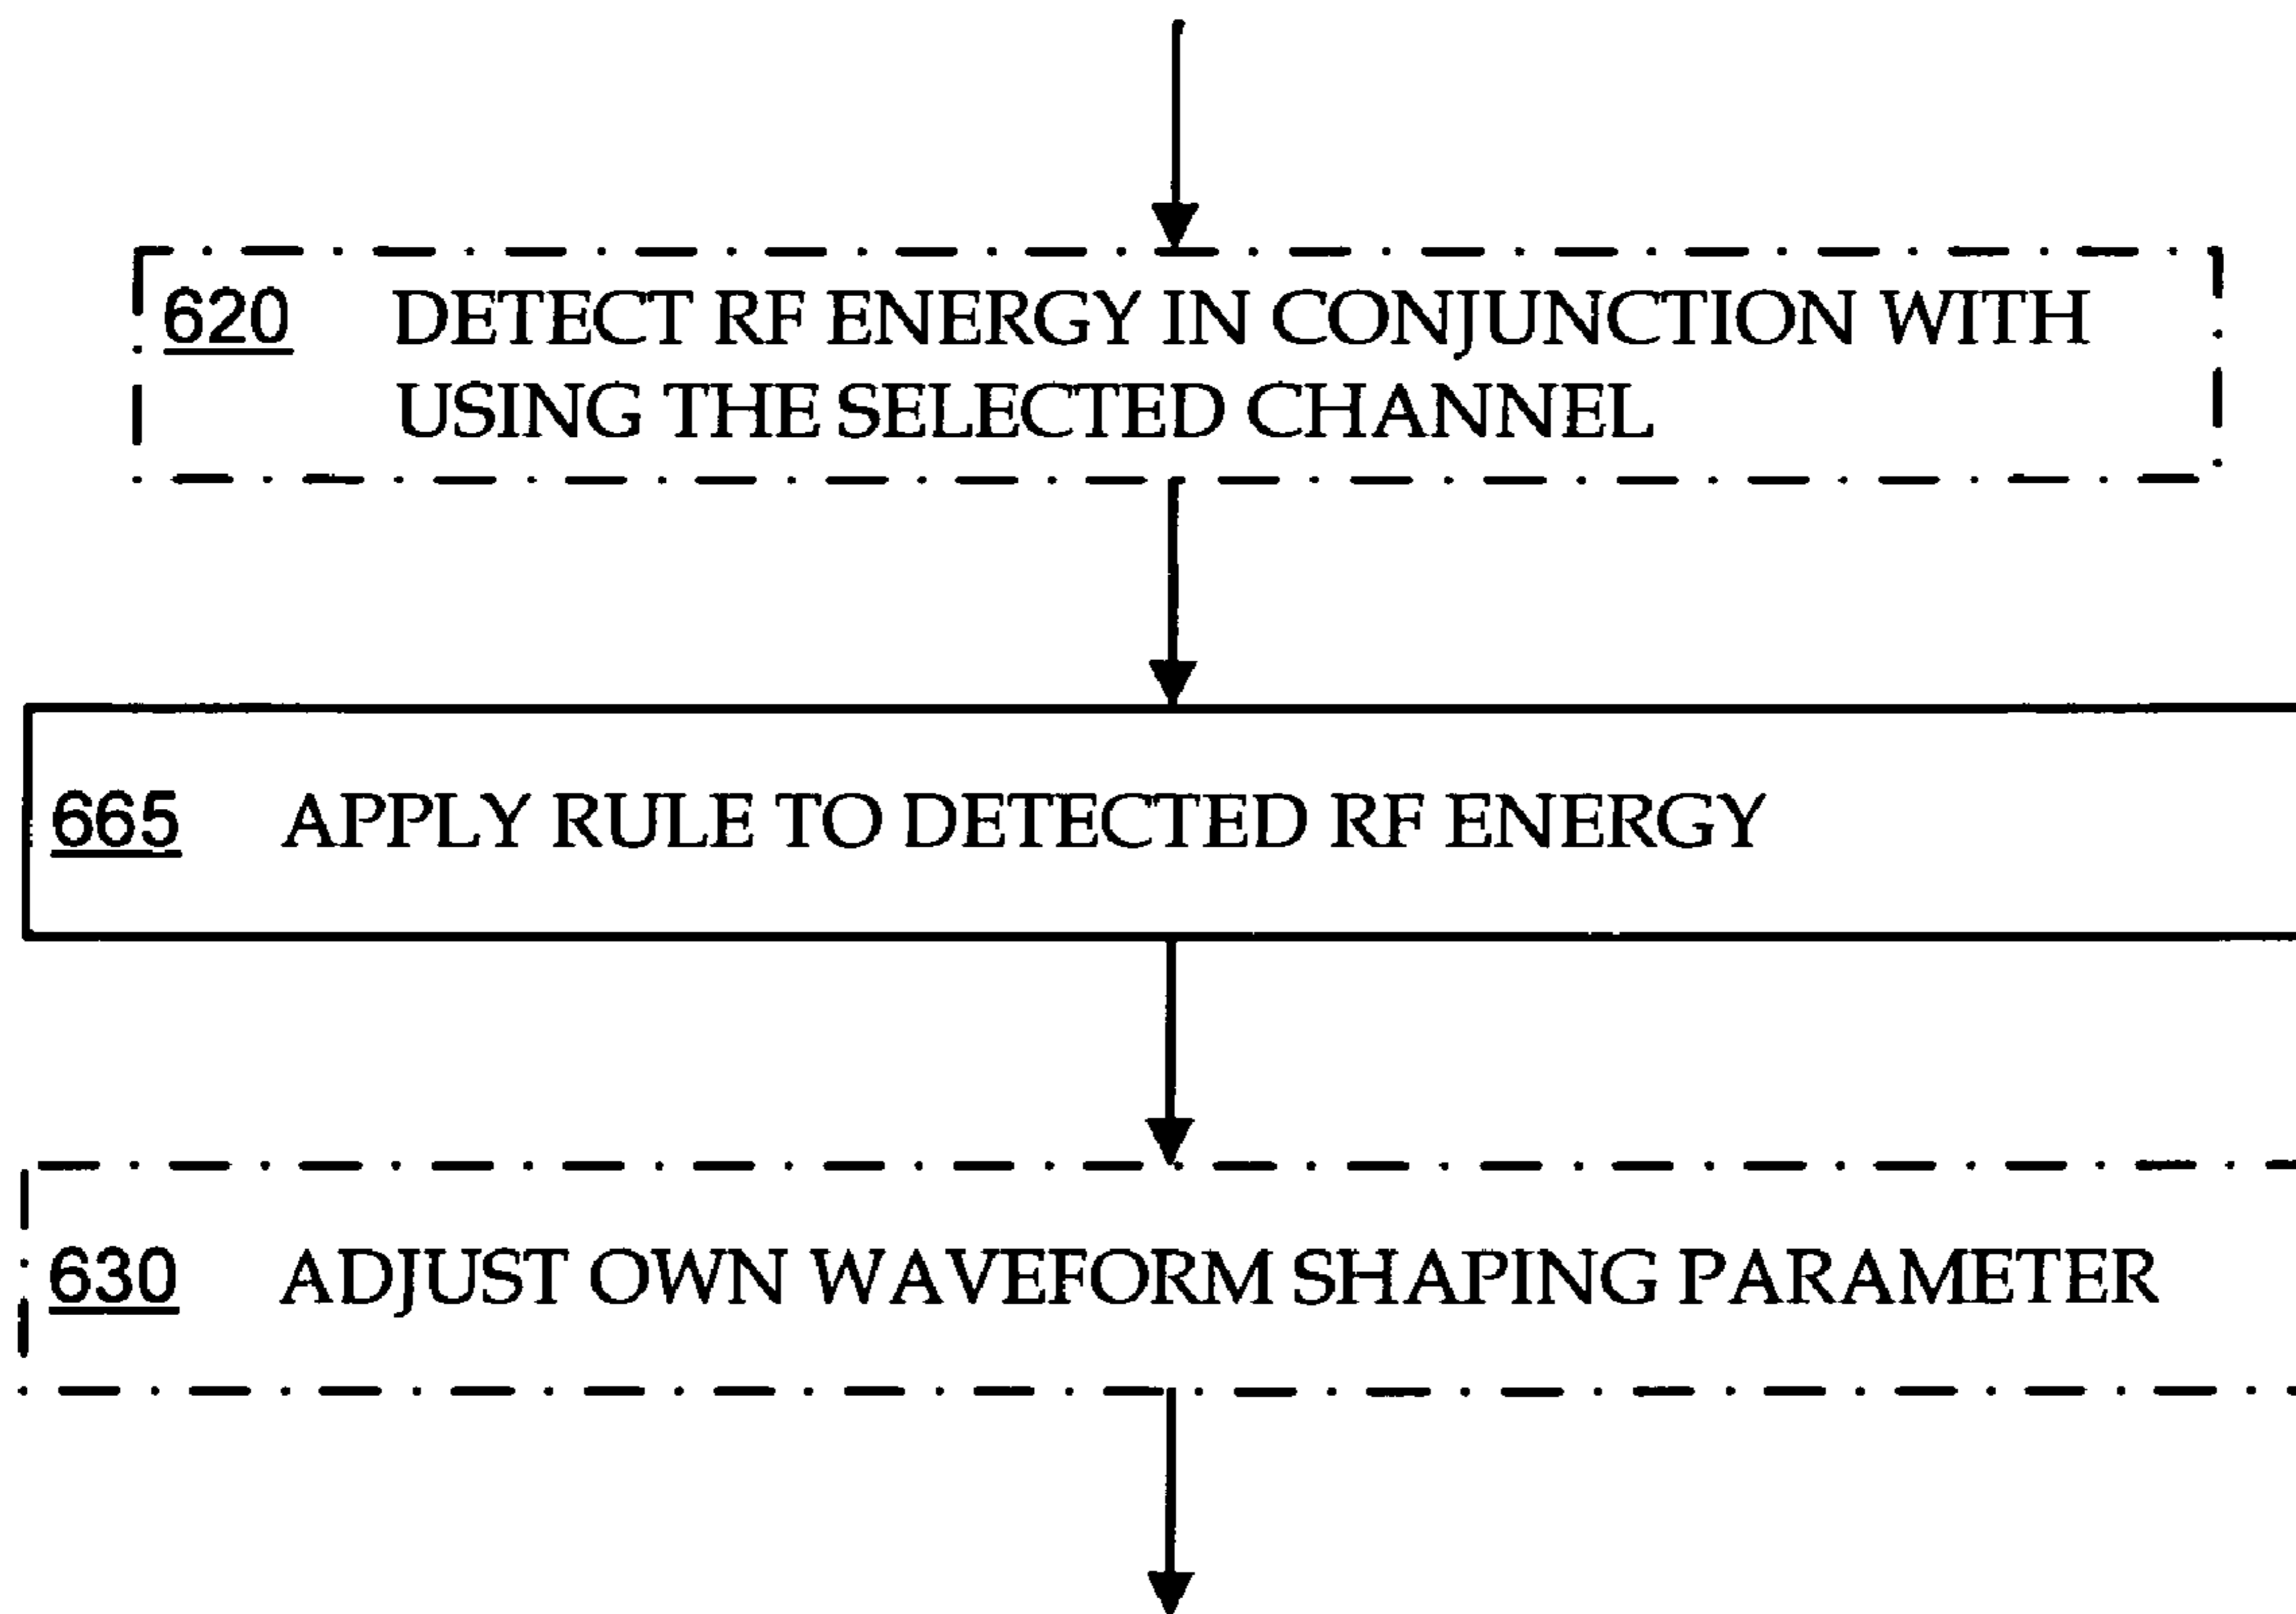 620 DETECT RF ENERGY IN CONJUNCTION WITH
USING THE SELECTED CHANNEL
665 APPLY RULE TO DETECTED RF ENERGY
630 ADJUST OWN WAVEFORM SHAPING PARAMETER